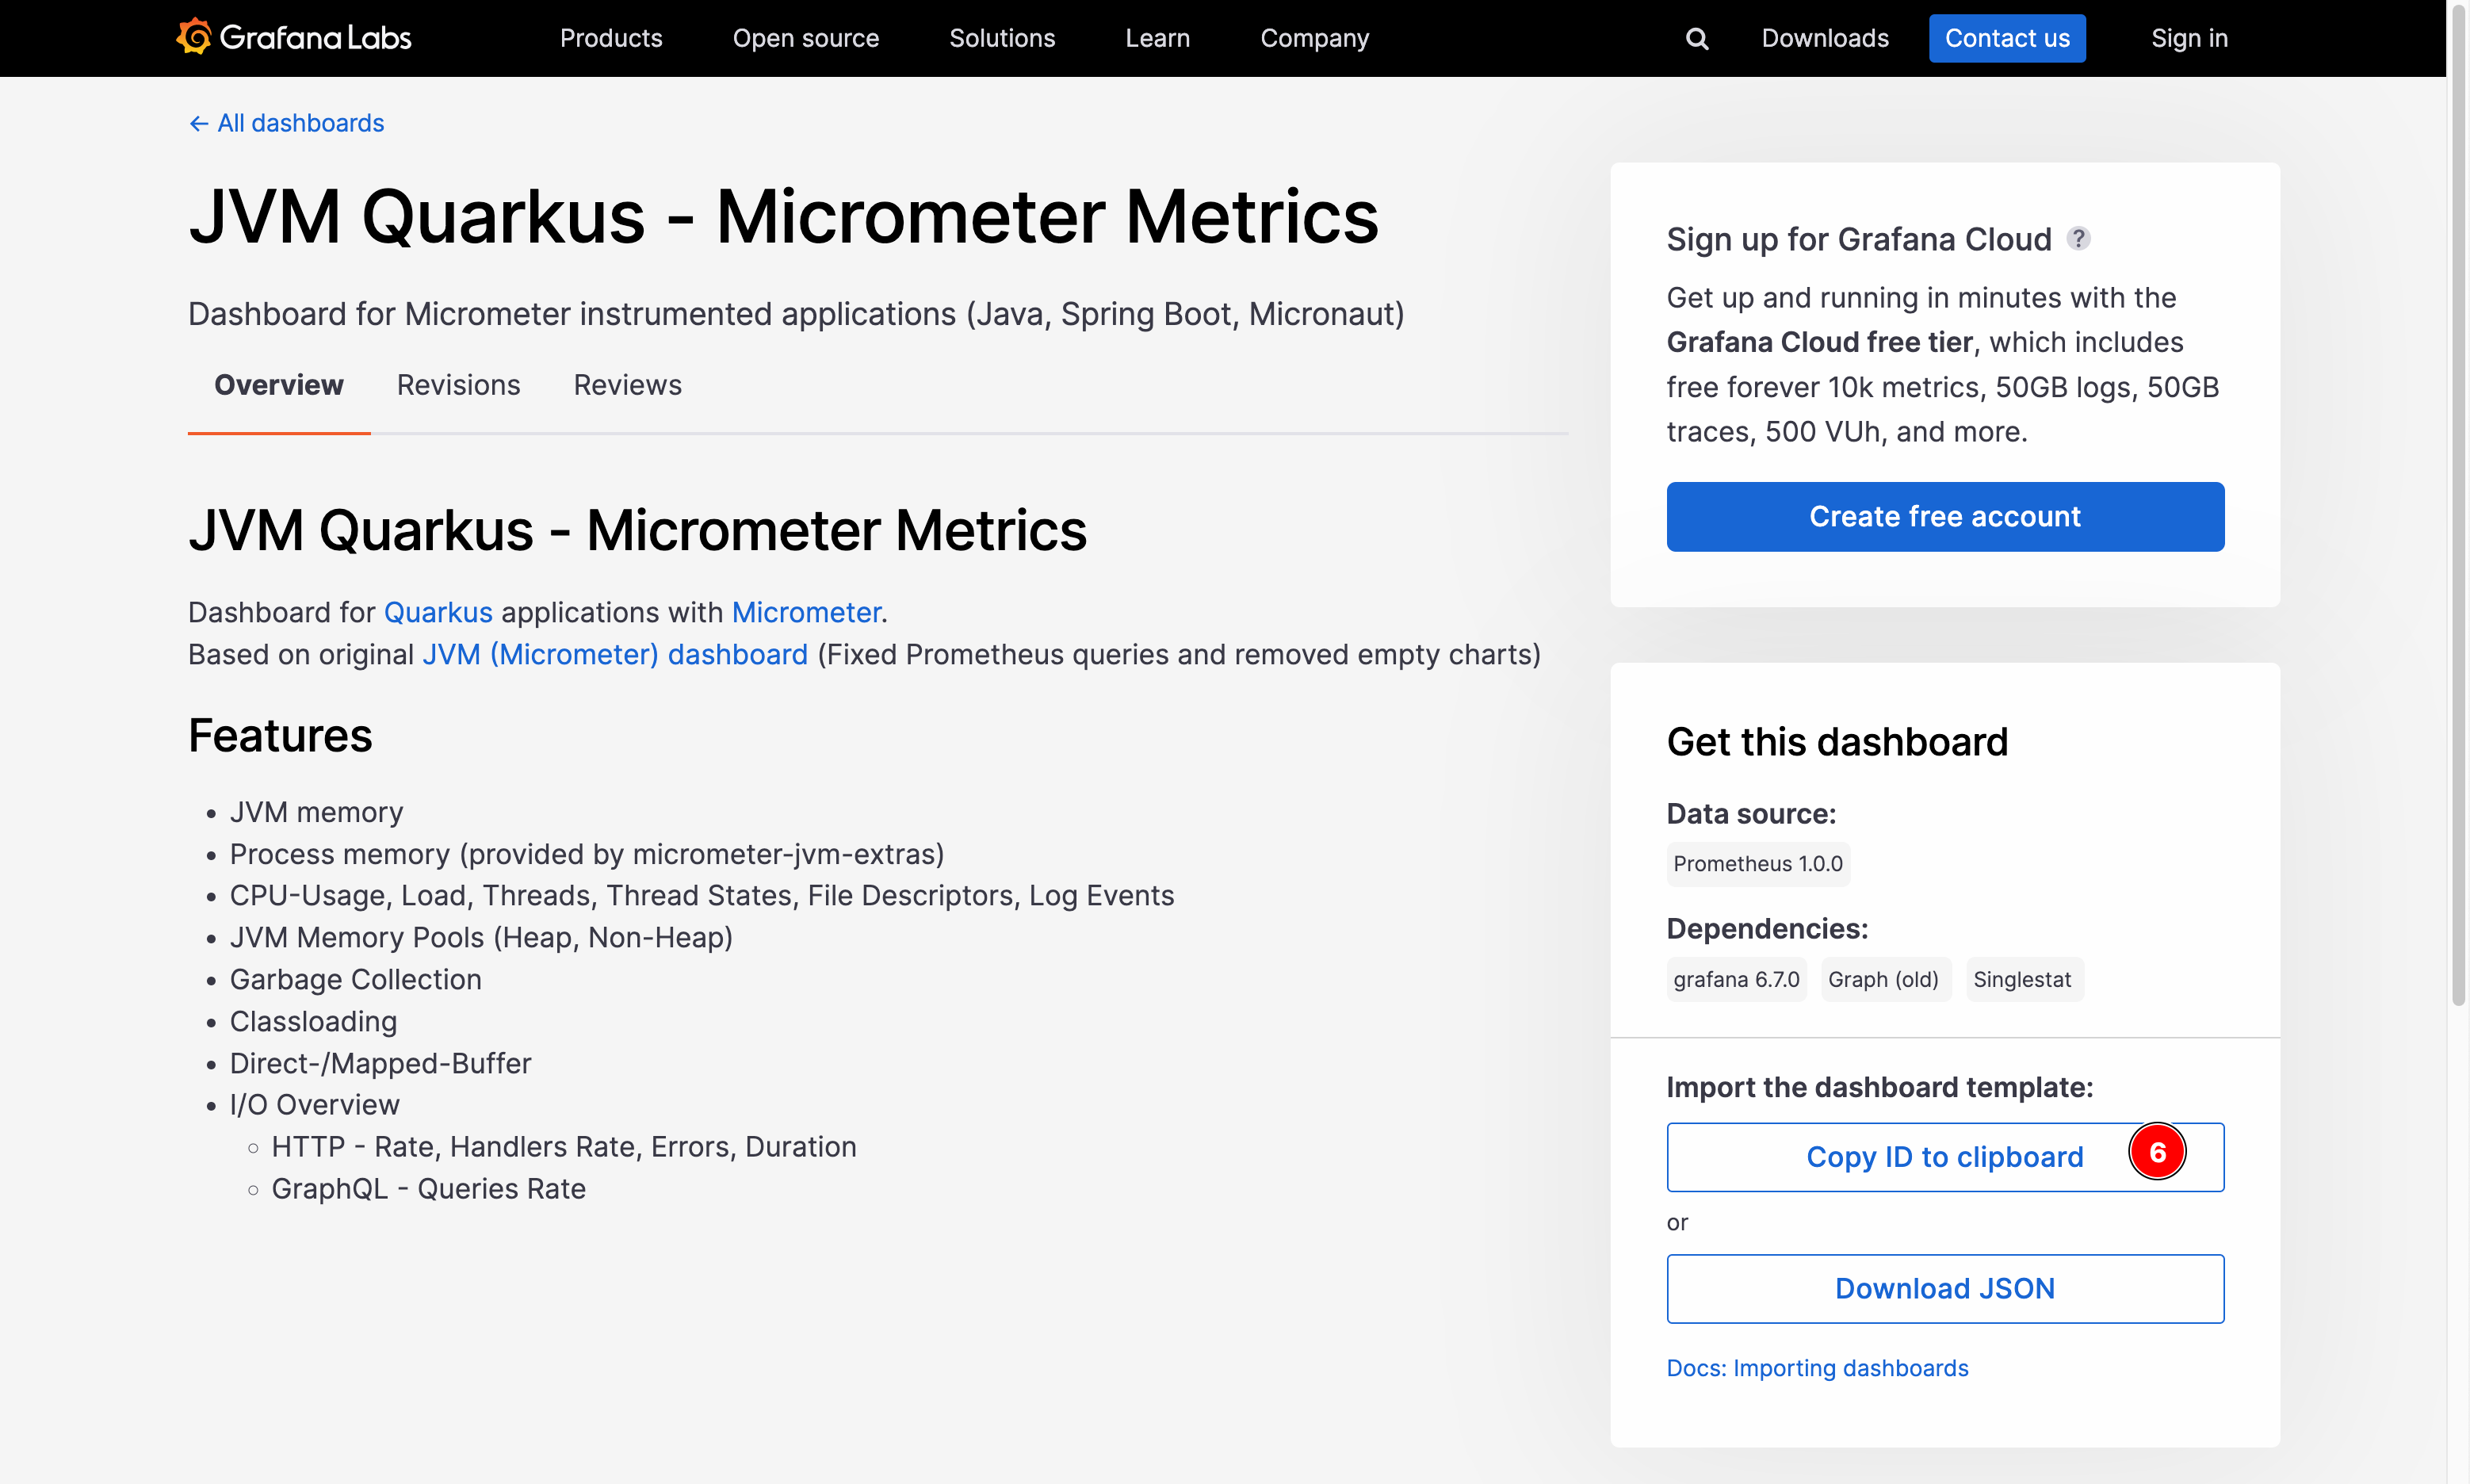 Grafana Labs
Products
Open source
Solutions
Learn
Company
Downloads
Contact us
Sign in
← All dashboards
JVM Quarkus - Micrometer Metrics
Dashboard for Micrometer instrumented applications (Java, Spring Boot, Micronaut)
Overview
Revisions
Reviews
JVM Quarkus - Micrometer Metrics
Dashboard for Quarkus applications with Micrometer.
Based on original JVM (Micrometer) dashboard (Fixed Prometheus queries and removed empty charts)
Features
JVM memory
Process memory (provided by micrometer-jvm-extras)
CPU-Usage, Load, Threads, Thread States, File Descriptors, Log Events
JVM Memory Pools (Heap, Non-Heap)
Garbage Collection
Classloading
Direct-/Mapped-Buffer
I/O Overview
HTTP - Rate, Handlers Rate, Errors, Duration
GraphQL - Queries Rate
Sign up for Grafana Cloud ?
Get up and running in minutes with the
Grafana Cloud free tier, which includes
free forever 10k metrics, 50GB logs, 50GB
traces, 500 VUh, and more.
Create free account
Get this dashboard
Data source:
Prometheus 1.0.0
Dependencies:
grafana 6.7.0
Graph (old)
Singlestat
Import the dashboard template:
Copy ID to clipboard
6
or
Download JSON
Docs: Importing dashboards